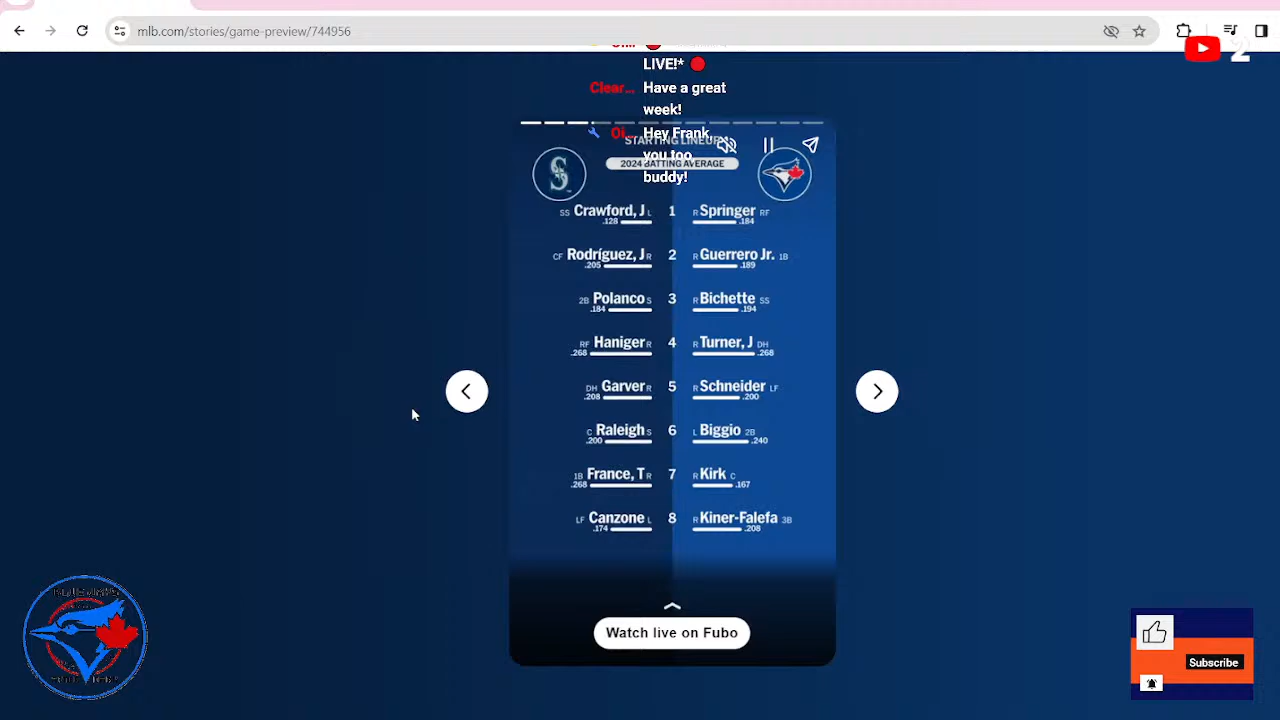 mlb.com/stories/game-preview/744956
2
LIVE!*
Clear... Have a great
week!
Oi... Hey Frank,
you too
buddy!
STARTING LINEUP
2024 BATTING AVERAGE
SS Crawford, J L 1 R Springer RF
.128 .184
CF Rodríguez, J R 2 R Guerrero Jr. 1B
.205 .189
2B Polanco S 3 R Bichette SS
.184 .194
RF Haniger R 4 R Turner, J DH
.268 .268
DH Garver R 5 R Schneider LF
.208 .200
C Raleigh S 6 L Biggio 2B
.200 .240
1B France, T R 7 R Kirk C
.268 .167
LF Canzone L 8 R Kiner-Falefa 3B
.174 .208
Watch live on Fubo
Subscribe